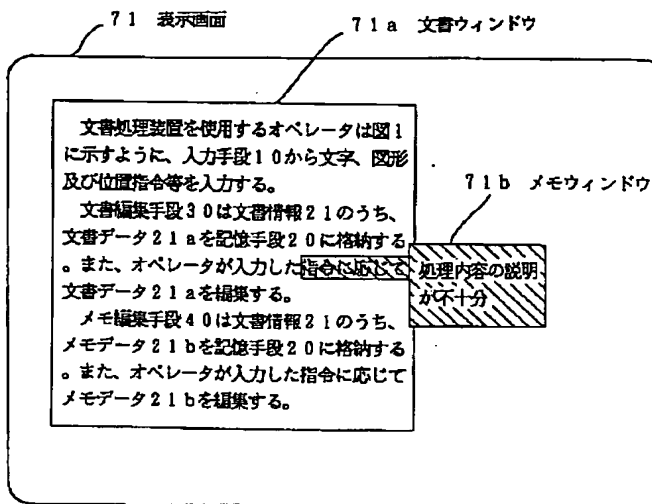 71 表示画面
71a 文書ウィンドウ
文書処理装置を使用するオペレータは図1
に示すように、入力手段10から文字、図形
及び位置指令等を入力する。
71b メモウィンドウ
文書編集手段30は文書情報21のうち、
文書データ21aを記憶手段20に格納する
。また、オペレータが入力した指令に応じて
文書データ21aを編集する。
処理内容の説明
が不十分
メモ編集手段40は文書情報21のうち、
メモデータ21bを記憶手段20に格納する
。また、オペレータが入力した指令に応じて
メモデータ21bを編集する。